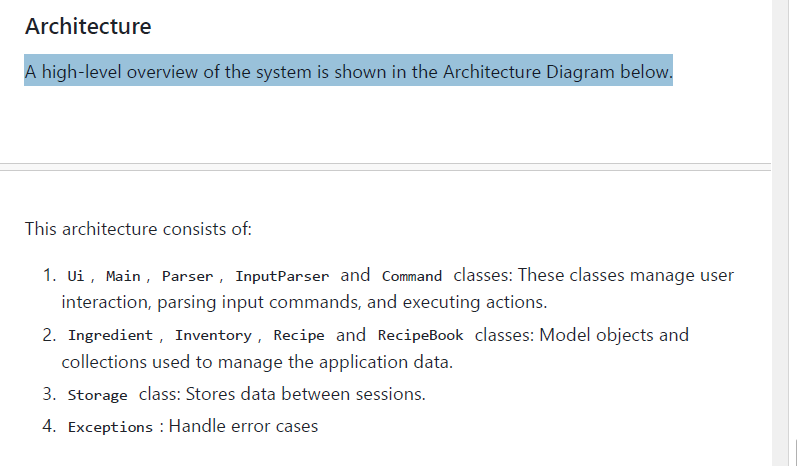 Architecture
A high-level overview of the system is shown in the Architecture Diagram below.
This architecture consists of:
1. Ui , Main , Parser , InputParser and Command classes: These classes manage user
interaction, parsing input commands, and executing actions.
2. Ingredient , Inventory , Recipe and RecipeBook classes: Model objects and
collections used to manage the application data.
3. Storage class: Stores data between sessions.
4. Exceptions : Handle error cases